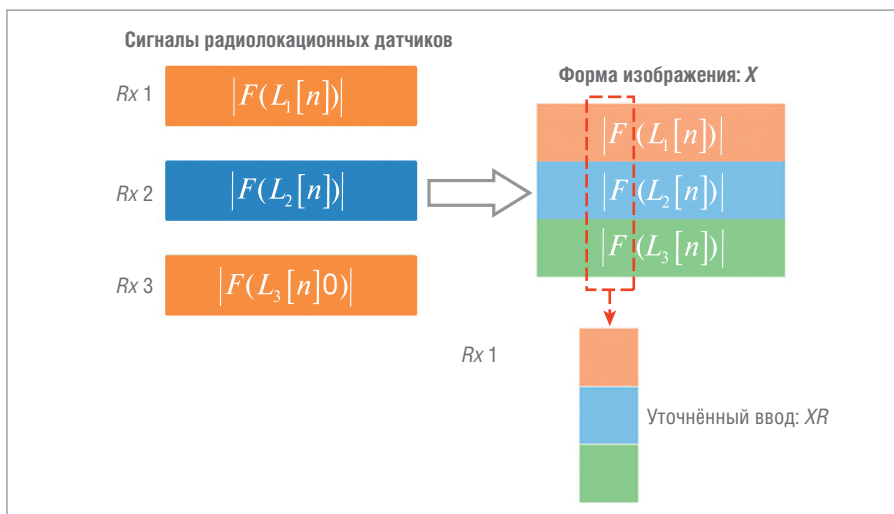 Сигналы радиолокационных датчиков
Rx 1
|F(L₁[n])|
Rx 2
|F(L₂[n])|
Rx 3
|F(L₃[n]0)|
Форма изображения: X
|F (L₁[n])|
|F (L₂[n])|
|F (L₃[n])|
Rx 1
Уточнённый ввод: XR